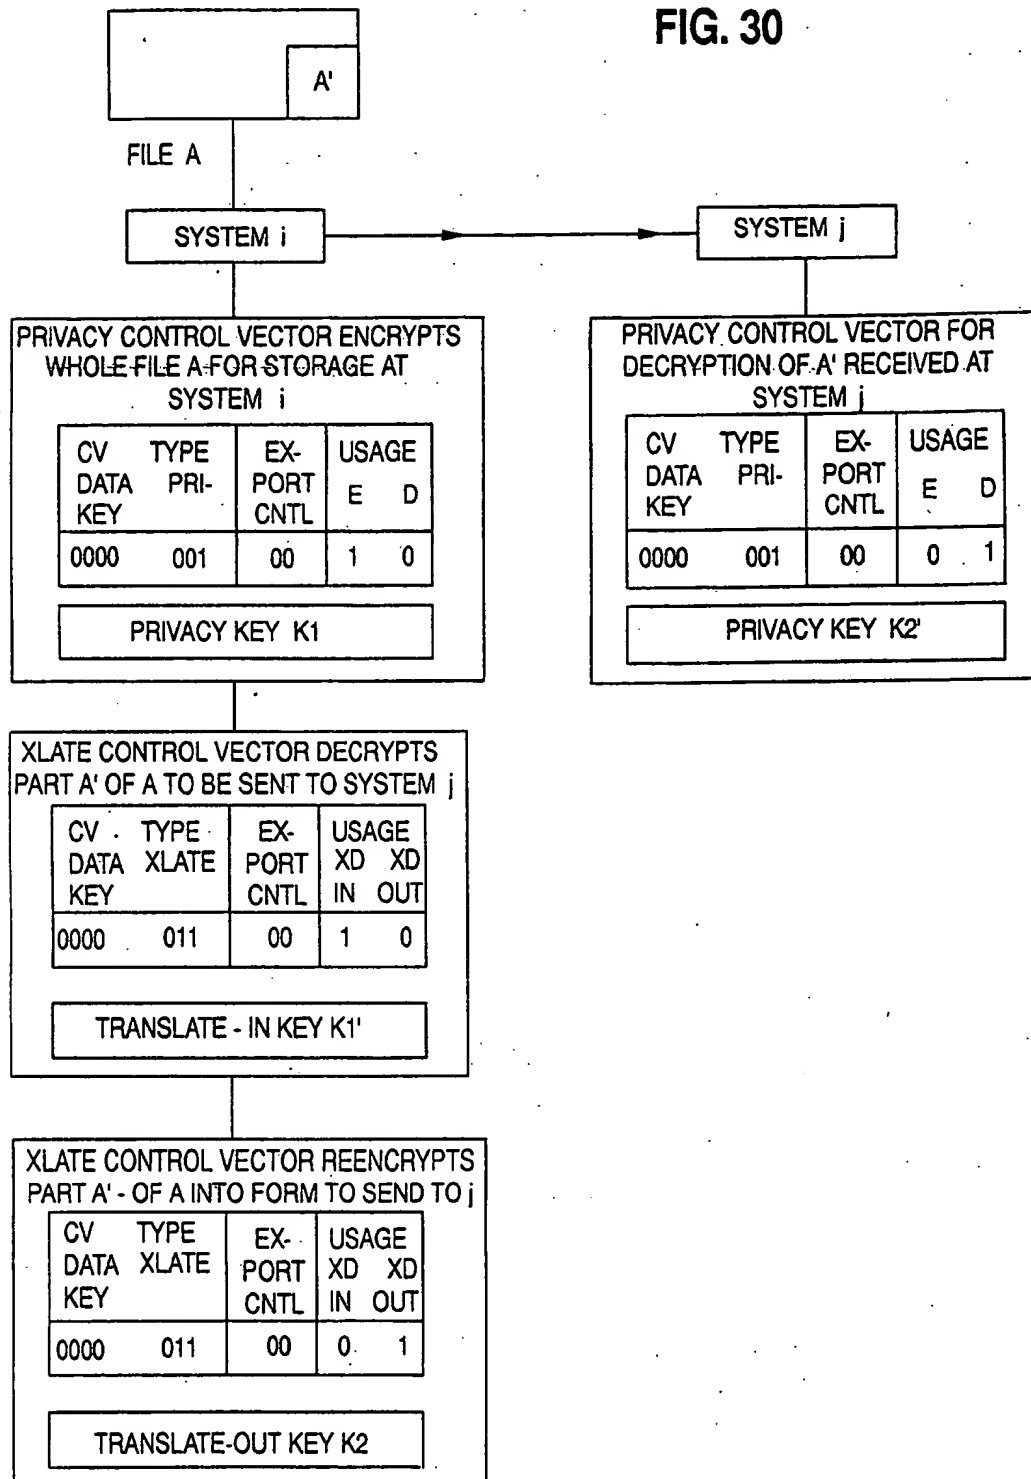 FIG. 30
A'
FILE A
SYSTEM i
SYSTEM j
PRIVACY CONTROL VECTOR ENCRYPTS
WHOLE FILE A FOR STORAGE AT
SYSTEM i
CV TYPE EX- USAGE
DATA PRI- PORT E D
KEY CNTL
0000 001 00 1 0
PRIVACY KEY K1
PRIVACY CONTROL VECTOR FOR
DECRYPTION OF A' RECEIVED AT
SYSTEM j
CV TYPE EX- USAGE
DATA PRI- PORT E D
KEY CNTL
0000 001 00 0 1
PRIVACY KEY K2'
XLATE CONTROL VECTOR DECRYPTS
PART A' OF A TO BE SENT TO SYSTEM j
CV TYPE EX- USAGE
DATA XLATE PORT XD XD
KEY CNTL IN OUT
0000 011 00 1 0
TRANSLATE - IN KEY K1'
XLATE CONTROL VECTOR REENCRYPTS
PART A' - OF A INTO FORM TO SEND TO j
CV TYPE EX- USAGE
DATA XLATE PORT XD XD
KEY CNTL IN OUT
0000 011 00 0 1
TRANSLATE-OUT KEY K2